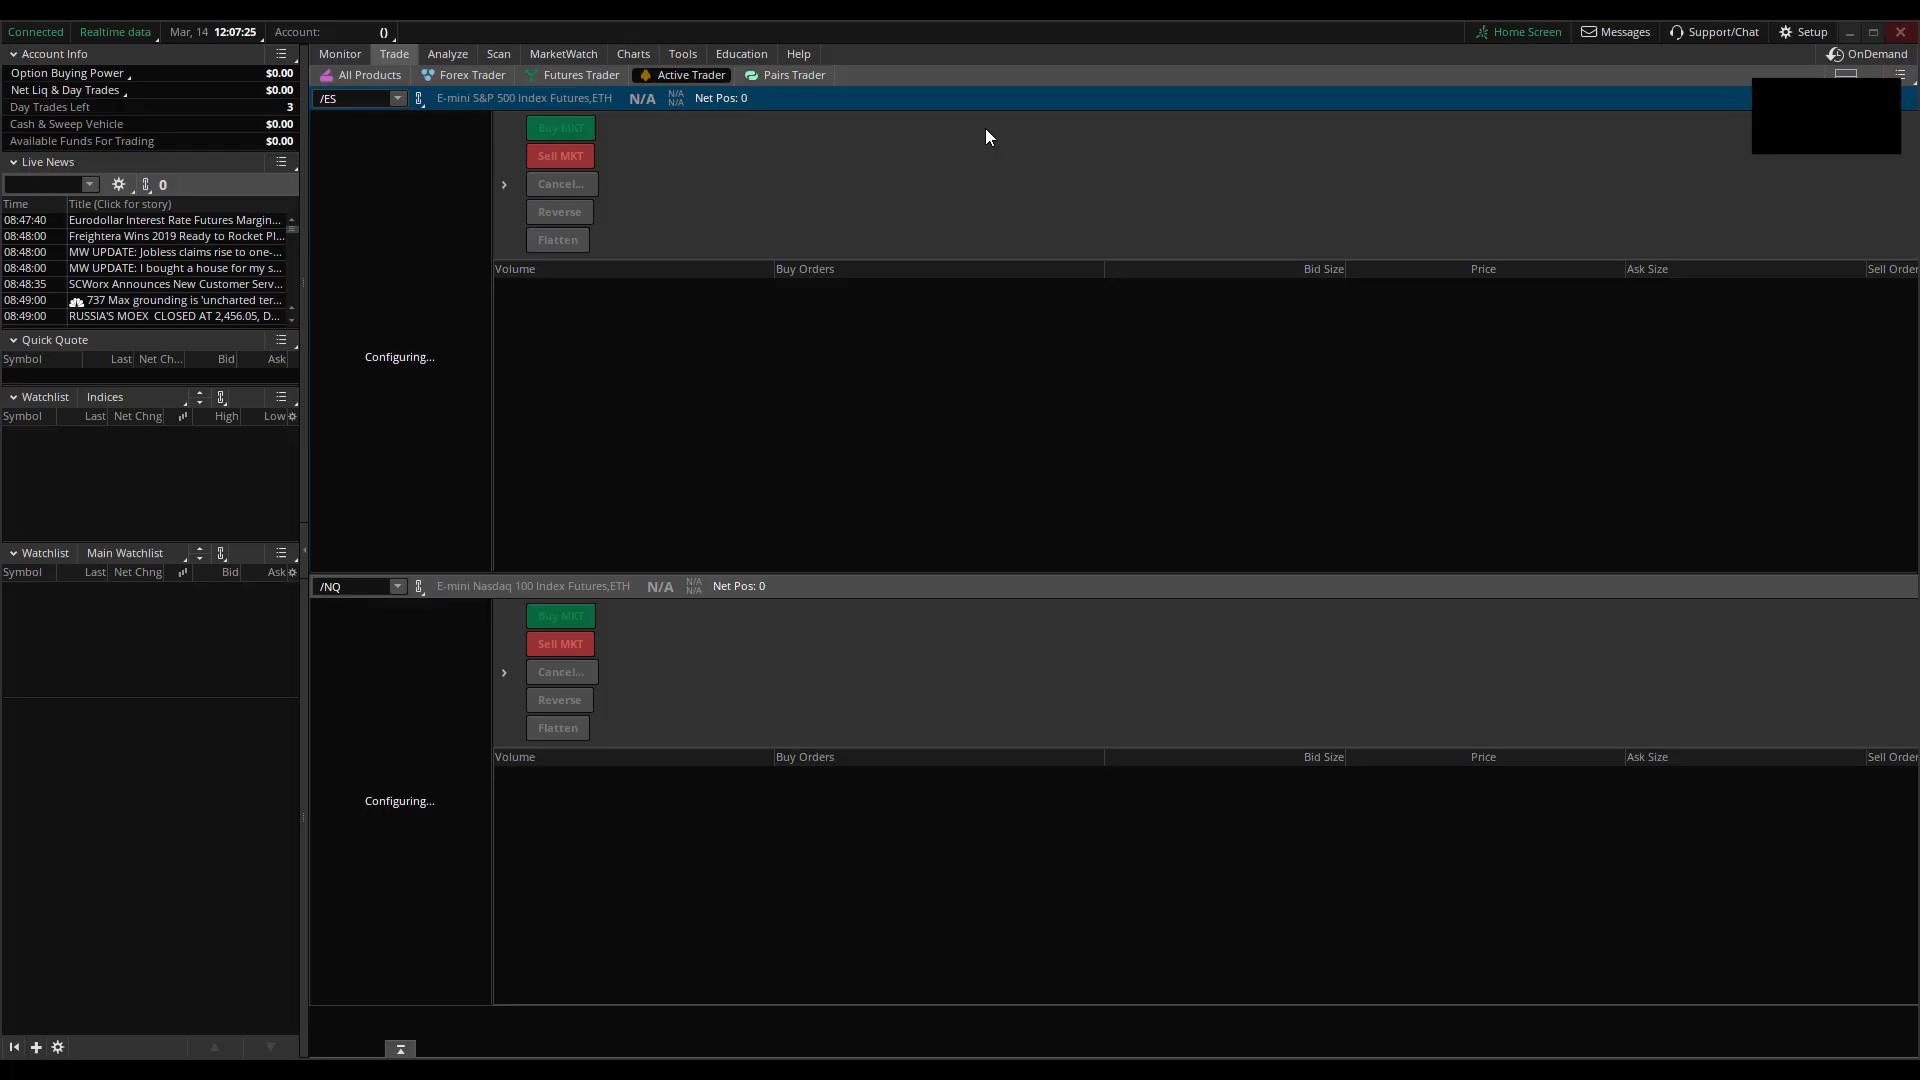 Connected Realtime data Mar, 14 12:07:25 Account: () Home Screen Messages Support/Chat Setup
Account Info Monitor Trade Analyze Scan MarketWatch Charts Tools Education Help OnDemand
Option Buying Power $0.00 All Products Forex Trader Futures Trader Active Trader Pairs Trader
Net Liq & Day Trades $0.00
Day Trades Left 3
Cash & Sweep Vehicle $0.00
Available Funds For Trading $0.00
Live News
0
Time Title (Click for story)
08:47:40 Eurodollar Interest Rate Futures Margin...
08:48:00 Freightera Wins 2019 Ready to Rocket Pl...
08:48:00 MW UPDATE: Jobless claims rise to one-...
08:48:00 MW UPDATE: I bought a house for my s...
08:48:35 SCWorx Announces New Customer Serv...
08:49:00 737 Max grounding is 'uncharted ter...
08:49:00 RUSSIA'S MOEX CLOSED AT 2,456.05, D...
Quick Quote
Symbol Last Net Ch... Bid Ask
Watchlist Indices
Symbol Last Net Chng High Low
Watchlist Main Watchlist
Symbol Last Net Chng Bid Ask
/ES E-mini S&P 500 Index Futures,ETH N/A N/A N/A Net Pos: 0
Buy MKT
Sell MKT
Cancel...
Reverse
Flatten
Volume Buy Orders Bid Size Price Ask Size Sell Order
Configuring...
/NQ E-mini Nasdaq 100 Index Futures,ETH N/A N/A N/A Net Pos: 0
Buy MKT
Sell MKT
Cancel...
Reverse
Flatten
Volume Buy Orders Bid Size Price Ask Size Sell Order
Configuring...